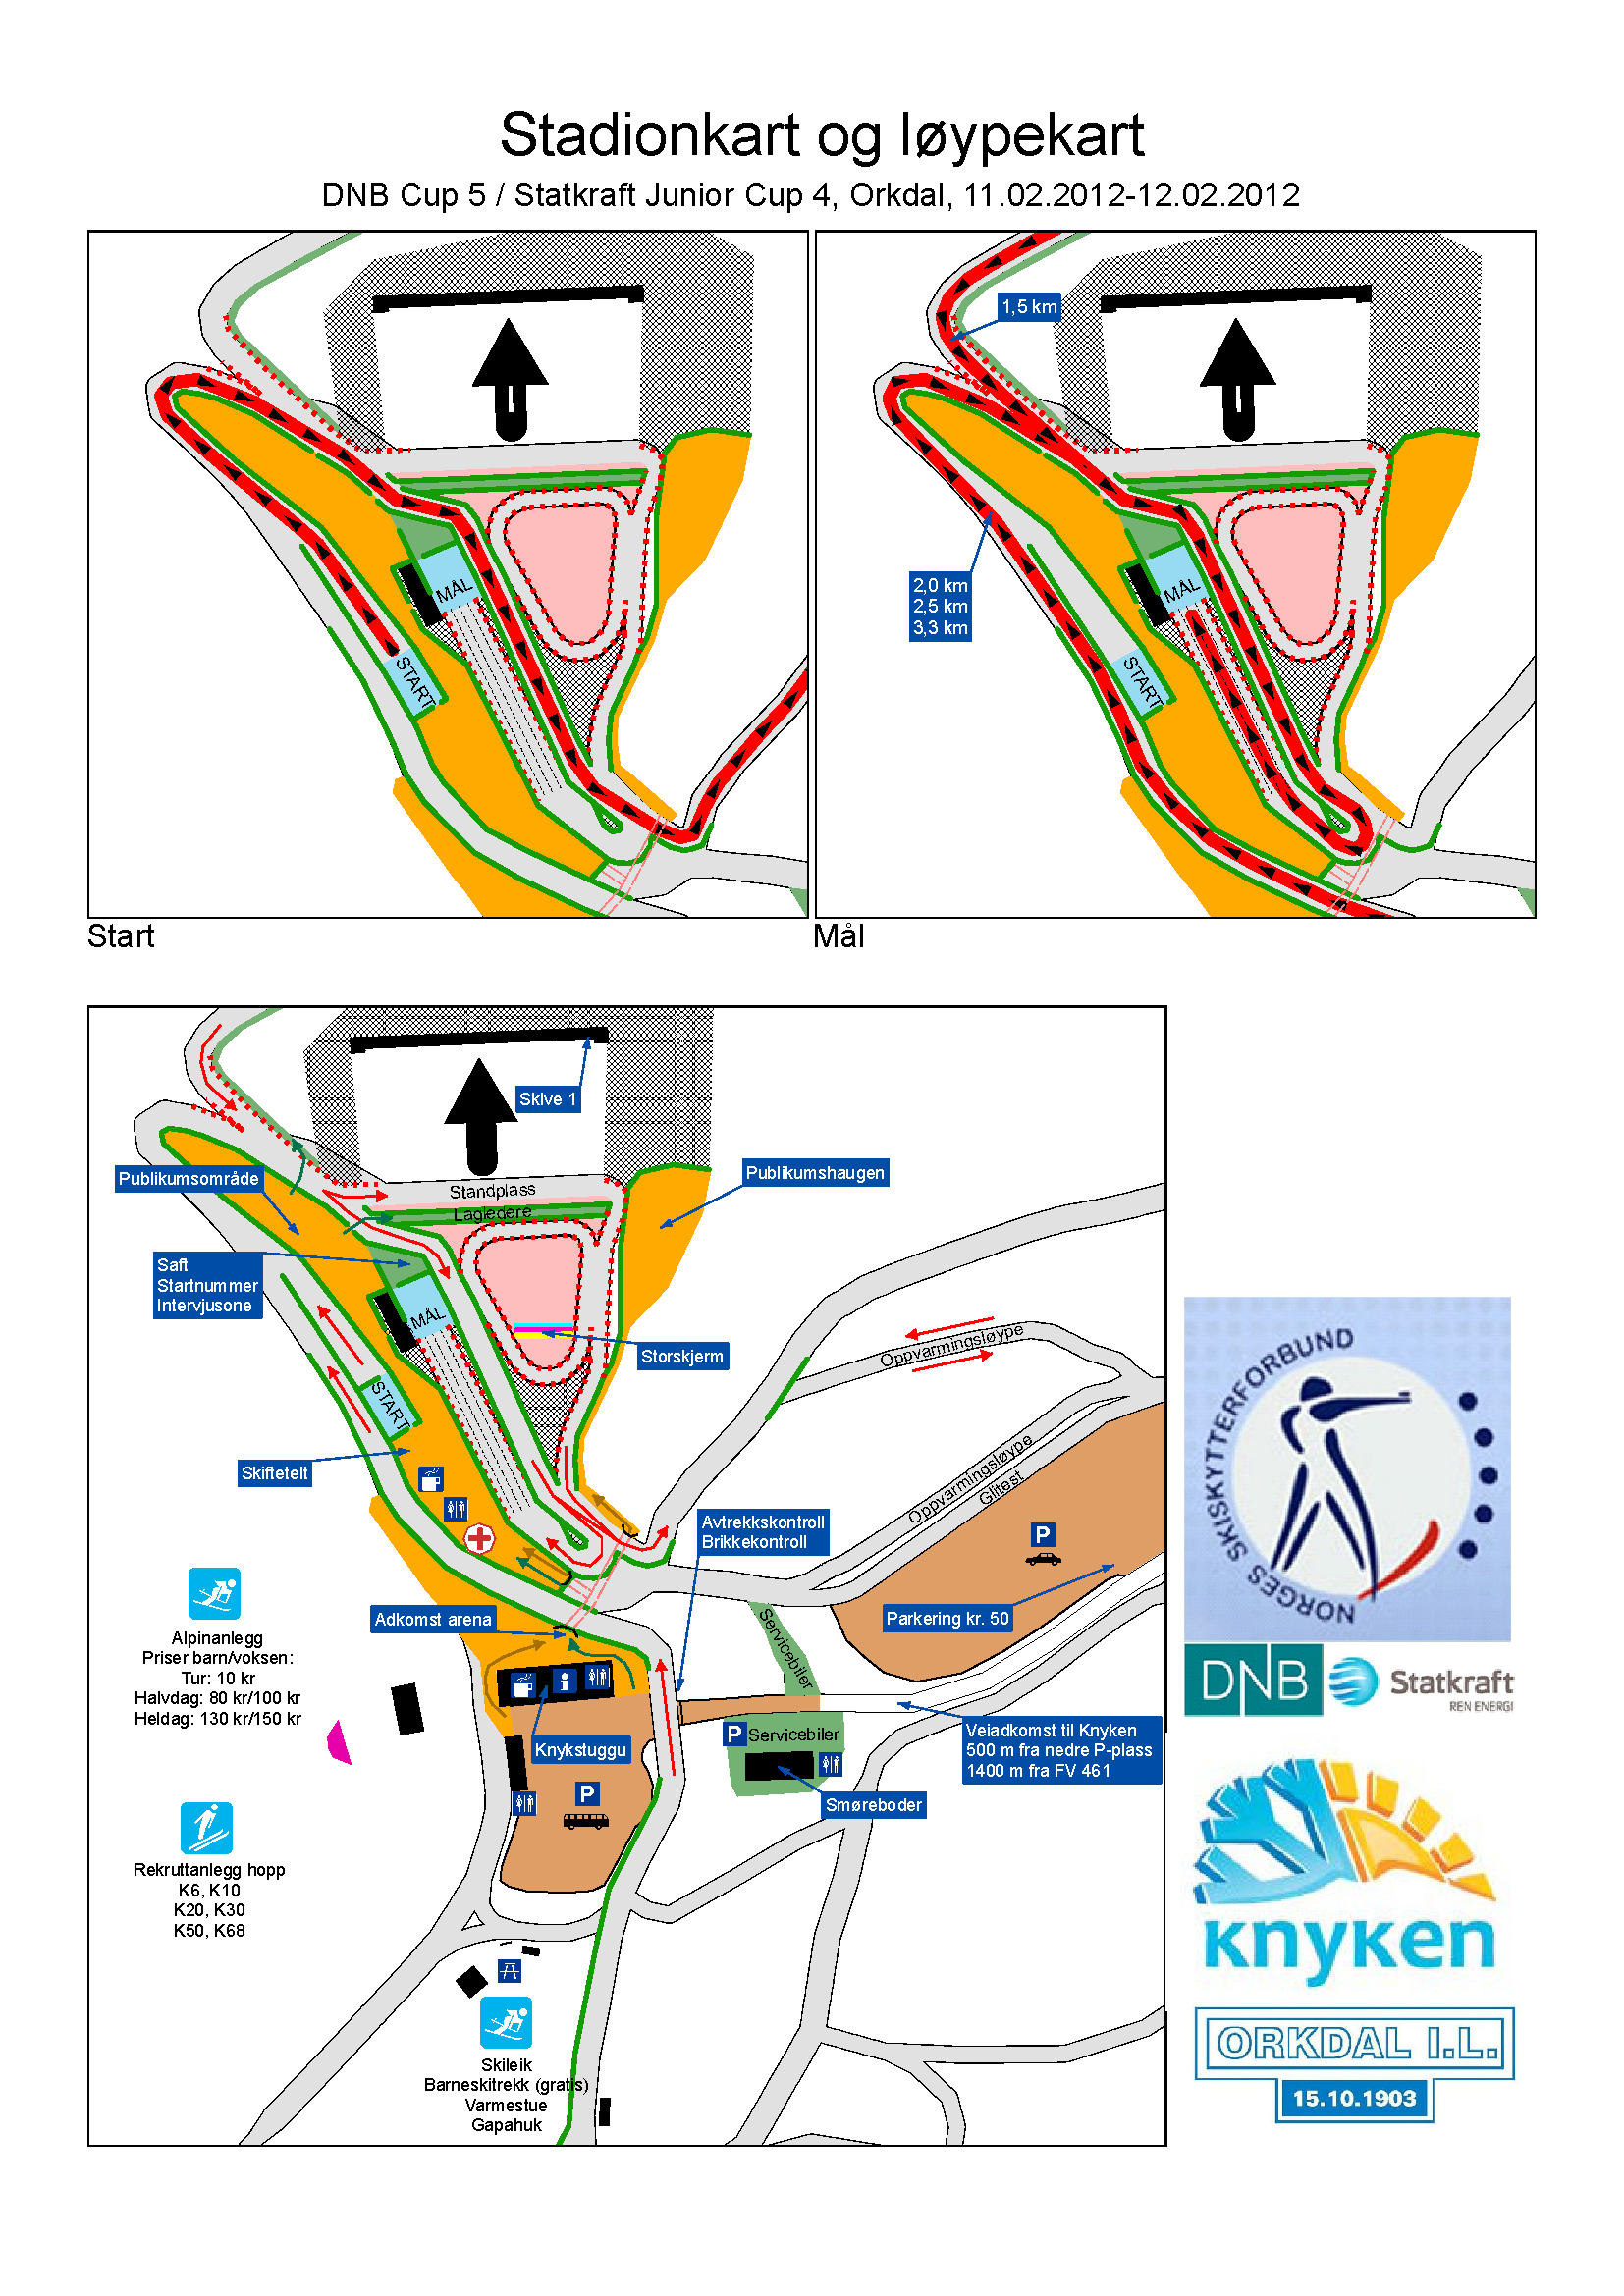 Stadionkart og løypekart
DNB Cup 5 / Statkraft Junior Cup 4, Orkdal, 11.02.2012-12.02.2012
MÅL
START
Start
1,5 km
2,0 km
2,5 km
3,3 km
MÅL
START
Mål
Skive 1
Publikumsområde
Standplass
Lagledere
Publikumshaugen
Saft
Startnummer
Intervjusone
MÅL
START
Storskjerm
Oppvarmingsløype
Oppvarmingsløype
Glitest
Skiftetelt
Avtrekkskontroll
Brikkekontroll
P
Parkering kr. 50
Adkomst arena
Servicebiler
i
Knykstuggu
P
P Servicebiler
Smøreboder
Veiadkomst til Knyken
500 m fra nedre P-plass
1400 m fra FV 461
Alpinanlegg
Priser barn/voksen:
Tur: 10 kr
Halvdag: 80 kr/100 kr
Heldag: 130 kr/150 kr
Rekruttanlegg hopp
K6, K10
K20, K30
K50, K68
Skileik
Barneskitrekk (gratis)
Varmestue
Gapahuk
NORGES SKISKYTTERFORBUND
DNB
Statkraft
REN ENERGI
knyken
ORKDAL I.L.
15.10.1903